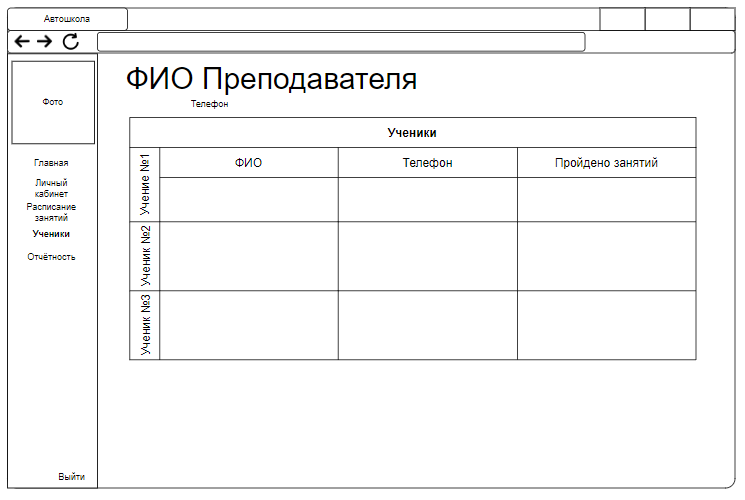 Автошкола
ФИО Преподавателя
Телефон
Фото
Главная
Личный
кабинет
Расписание
занятий
Ученики
Отчётность
Выйти
Ученики
ФИО Телефон Пройдено занятий
Учение №1
Ученик №2
Ученик №3